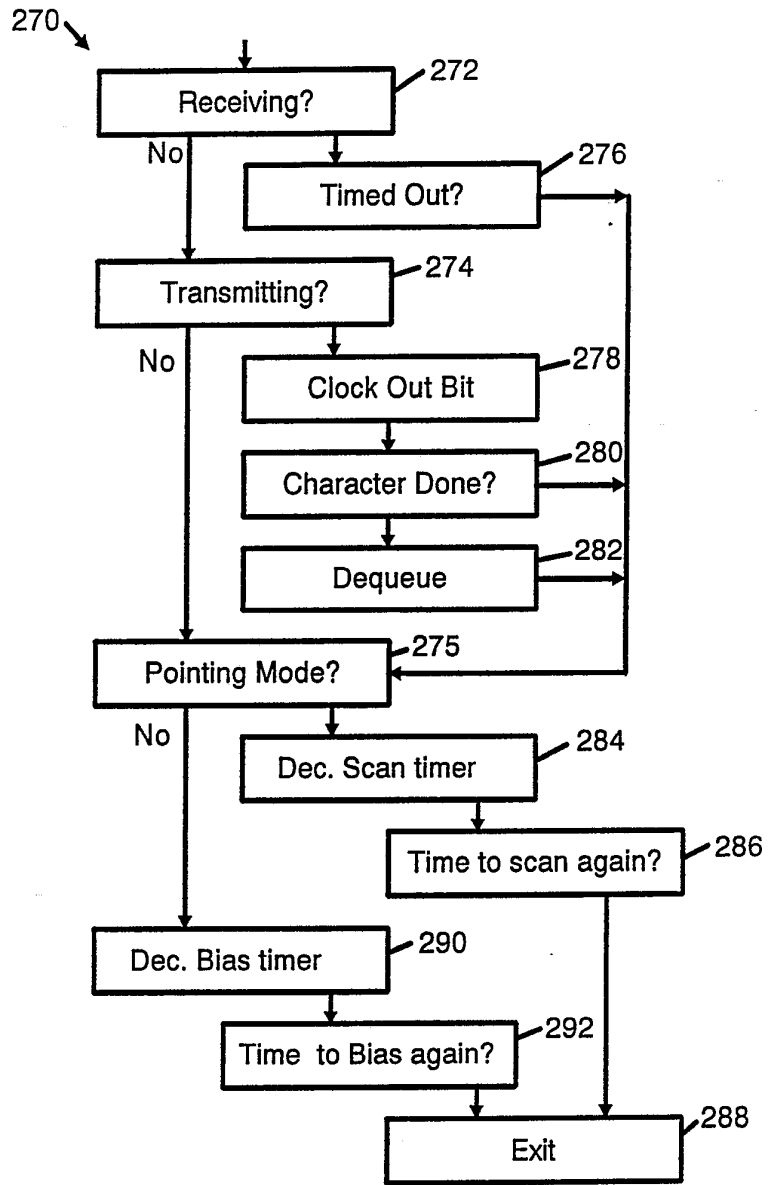 270
272
Receiving?
No
276
Timed Out?
274
Transmitting?
No
278
Clock Out Bit
280
Character Done?
282
Dequeue
275
Pointing Mode?
No
284
Dec. Scan timer
286
Time to scan again?
290
Dec. Bias timer
292
Time to Bias again?
288
Exit